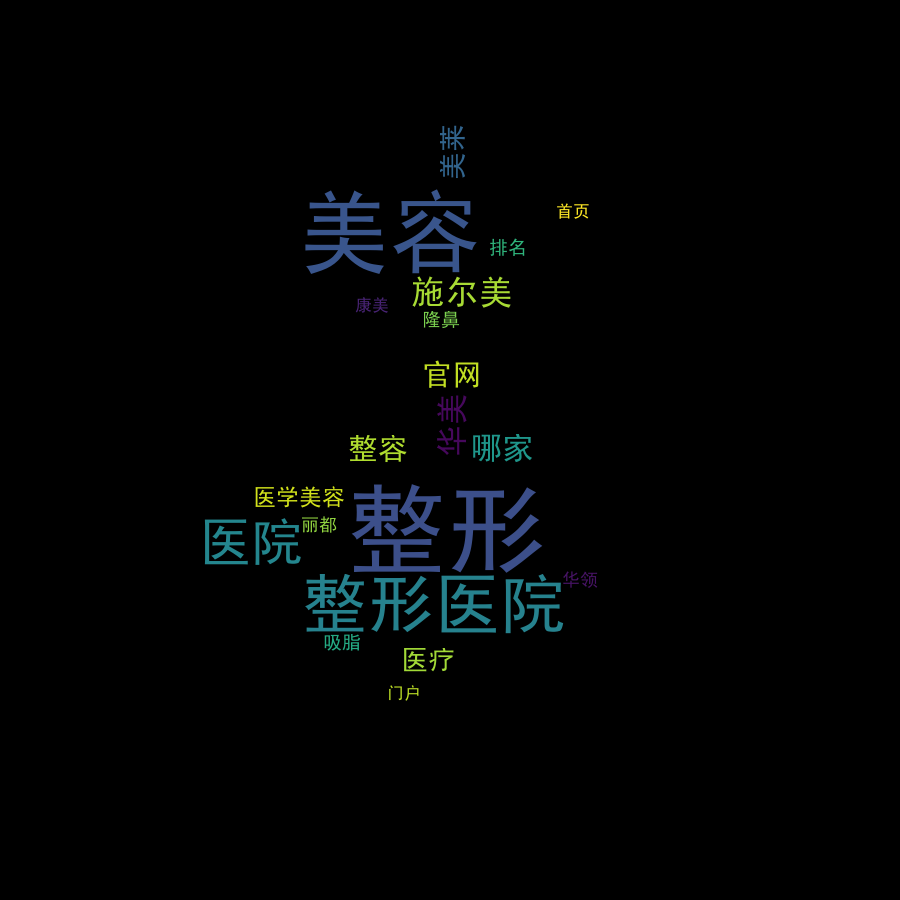 美莱
美容
首页
排名
施尔美
康美
隆鼻
官网
华美
整容
哪家
整形
医学美容
丽都
医院
华领
整形医院
吸脂
医疗
门户